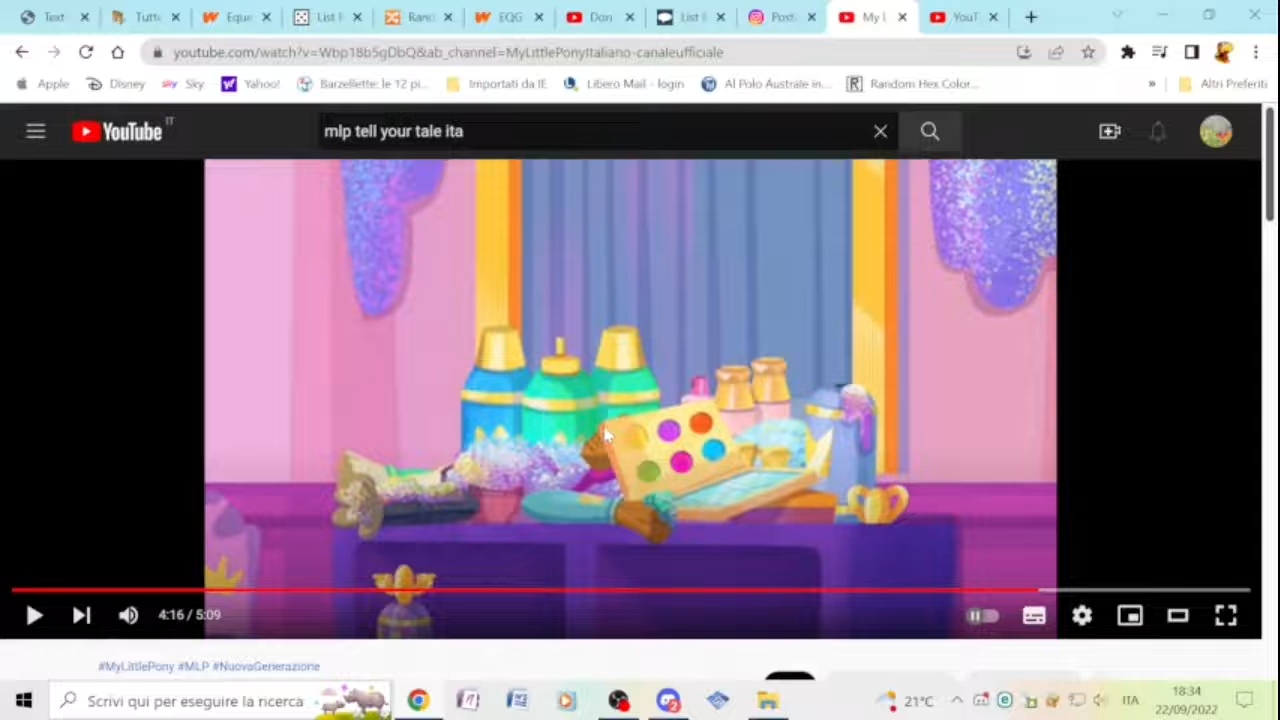 Text
Tutte
Eque
List F
Rand
EQG
Don
List I
Post
My L
YouT
youtube.com/watch?v=Wbp18b5gDbQ&ab_channel=MyLittlePonyItaliano-canaleufficiale
Apple
Disney
Sky
Yahoo!
Barzellette: le 12 pi...
Importati da IE
Libero Mail - login
Al Polo Australe in...
Random Hex Color...
»
Altri Preferiti
YouTube IT
mlp tell your tale ita
4:16 / 5:09
#MyLittlePony #MLP #NuovaGenerazione
Scrivi qui per eseguire la ricerca
21°C
ITA
18:34
22/09/2022